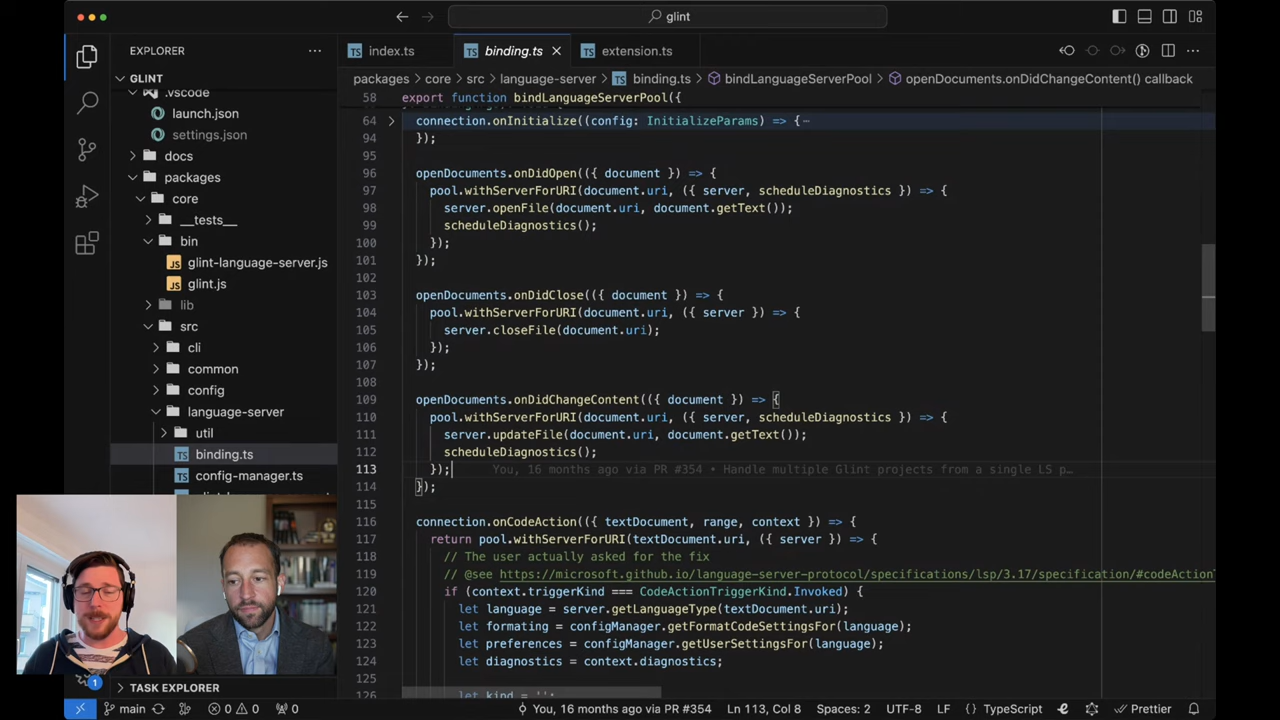 glint
EXPLORER
index.ts
binding.ts
extension.ts
GLINT
packages > core > src > language-server > binding.ts > bindLanguageServerPool > openDocuments.onDidChangeContent() callback
.vscode
launch.json
settings.json
docs
packages
core
__tests__
bin
glint-language-server.js
glint.js
lib
src
cli
common
config
language-server
util
binding.ts
config-manager.ts
58 export function bindLanguageServerPool({
64 connection.onInitialize((config: InitializeParams) => {
94 });
95
96 openDocuments.onDidOpen(({ document }) => {
97 pool.withServerForURI(document.uri, ({ server, scheduleDiagnostics }) => {
98 server.openFile(document.uri, document.getText());
99 scheduleDiagnostics();
100 });
101 });
102
103 openDocuments.onDidClose(({ document }) => {
104 pool.withServerForURI(document.uri, ({ server }) => {
105 server.closeFile(document.uri);
106 });
107 });
108
109 openDocuments.onDidChangeContent(({ document }) => {
110 pool.withServerForURI(document.uri, ({ server, scheduleDiagnostics }) => {
111 server.updateFile(document.uri, document.getText());
112 scheduleDiagnostics();
113 }); You, 16 months ago via PR #354 • Handle multiple Glint projects from a single LS p…
114 });
115
116 connection.onCodeAction(({ textDocument, range, context }) => {
117 return pool.withServerForURI(textDocument.uri, ({ server }) => {
118 // The user actually asked for the fix
119 // @see https://microsoft.github.io/language-server-protocol/specifications/lsp/3.17/specification/#codeActionT
120 if (context.triggerKind === CodeActionTriggerKind.Invoked) {
121 let language = server.getLanguageType(textDocument.uri);
122 let formating = configManager.getFormatCodeSettingsFor(language);
123 let preferences = configManager.getUserSettingsFor(language);
124 let diagnostics = context.diagnostics;
125
126 let kind = '';
1
TASK EXPLORER
main
0 0
0
You, 16 months ago via PR #354
Ln 113, Col 8
Spaces: 2
UTF-8
LF
{} TypeScript
Prettier